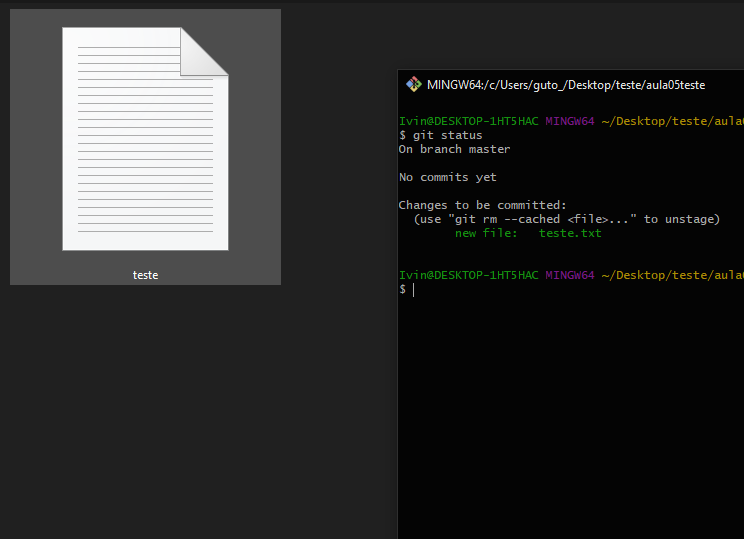 teste
MINGW64:/c/Users/guto_/Desktop/teste/aula05teste
Ivin@DESKTOP-1HT5HAC MINGW64 ~/Desktop/teste/aula0
$ git status
On branch master
No commits yet
Changes to be committed:
(use "git rm --cached <file>..." to unstage)
new file: teste.txt
Ivin@DESKTOP-1HT5HAC MINGW64 ~/Desktop/teste/aula0
$